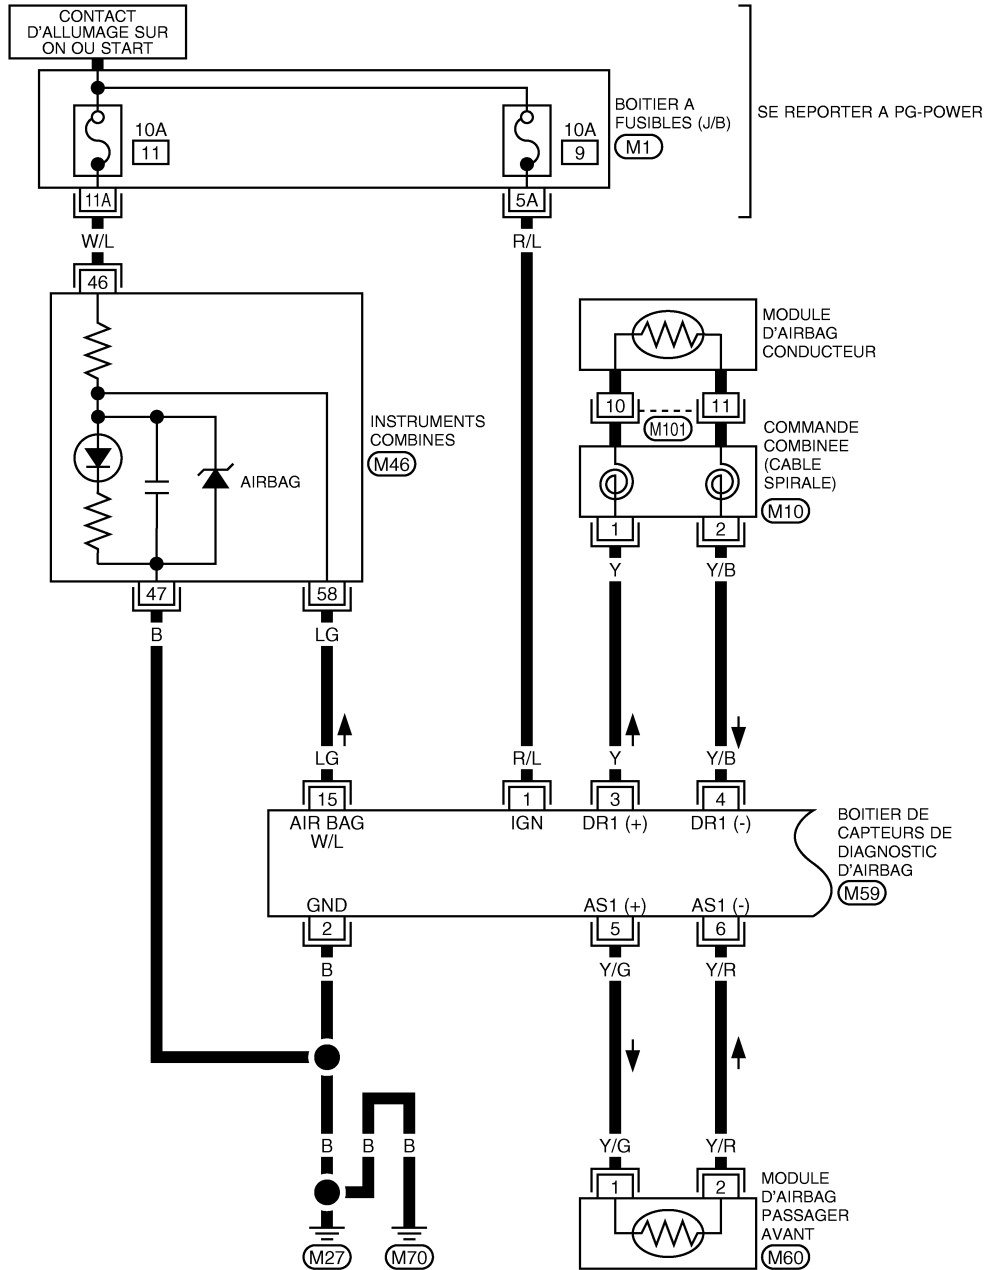 CONTACT
D'ALLUMAGE SUR
ON OU START
10A
11
10A
9
BOITIER A
FUSIBLES (J/B)
M1
SE REPORTER A PG-POWER
11A
5A
W/L
R/L
46
MODULE
D'AIRBAG
CONDUCTEUR
10
11
M101
INSTRUMENTS
COMBINES
M46
AIRBAG
COMMANDE
COMBINEE
(CABLE
SPIRALE)
M10
1
2
47
58
Y
Y/B
B
LG
LG
R/L
Y
Y/B
15
1
3
4
AIR BAG
W/L
IGN
DR1 (+)
DR1 (-)
BOITIER DE
CAPTEURS DE
DIAGNOSTIC
D'AIRBAG
M59
GND
AS1 (+)
AS1 (-)
2
5
6
B
Y/G
Y/R
B
B
B
Y/G
Y/R
1
2
MODULE
D'AIRBAG
PASSAGER
AVANT
M60
M27
M70